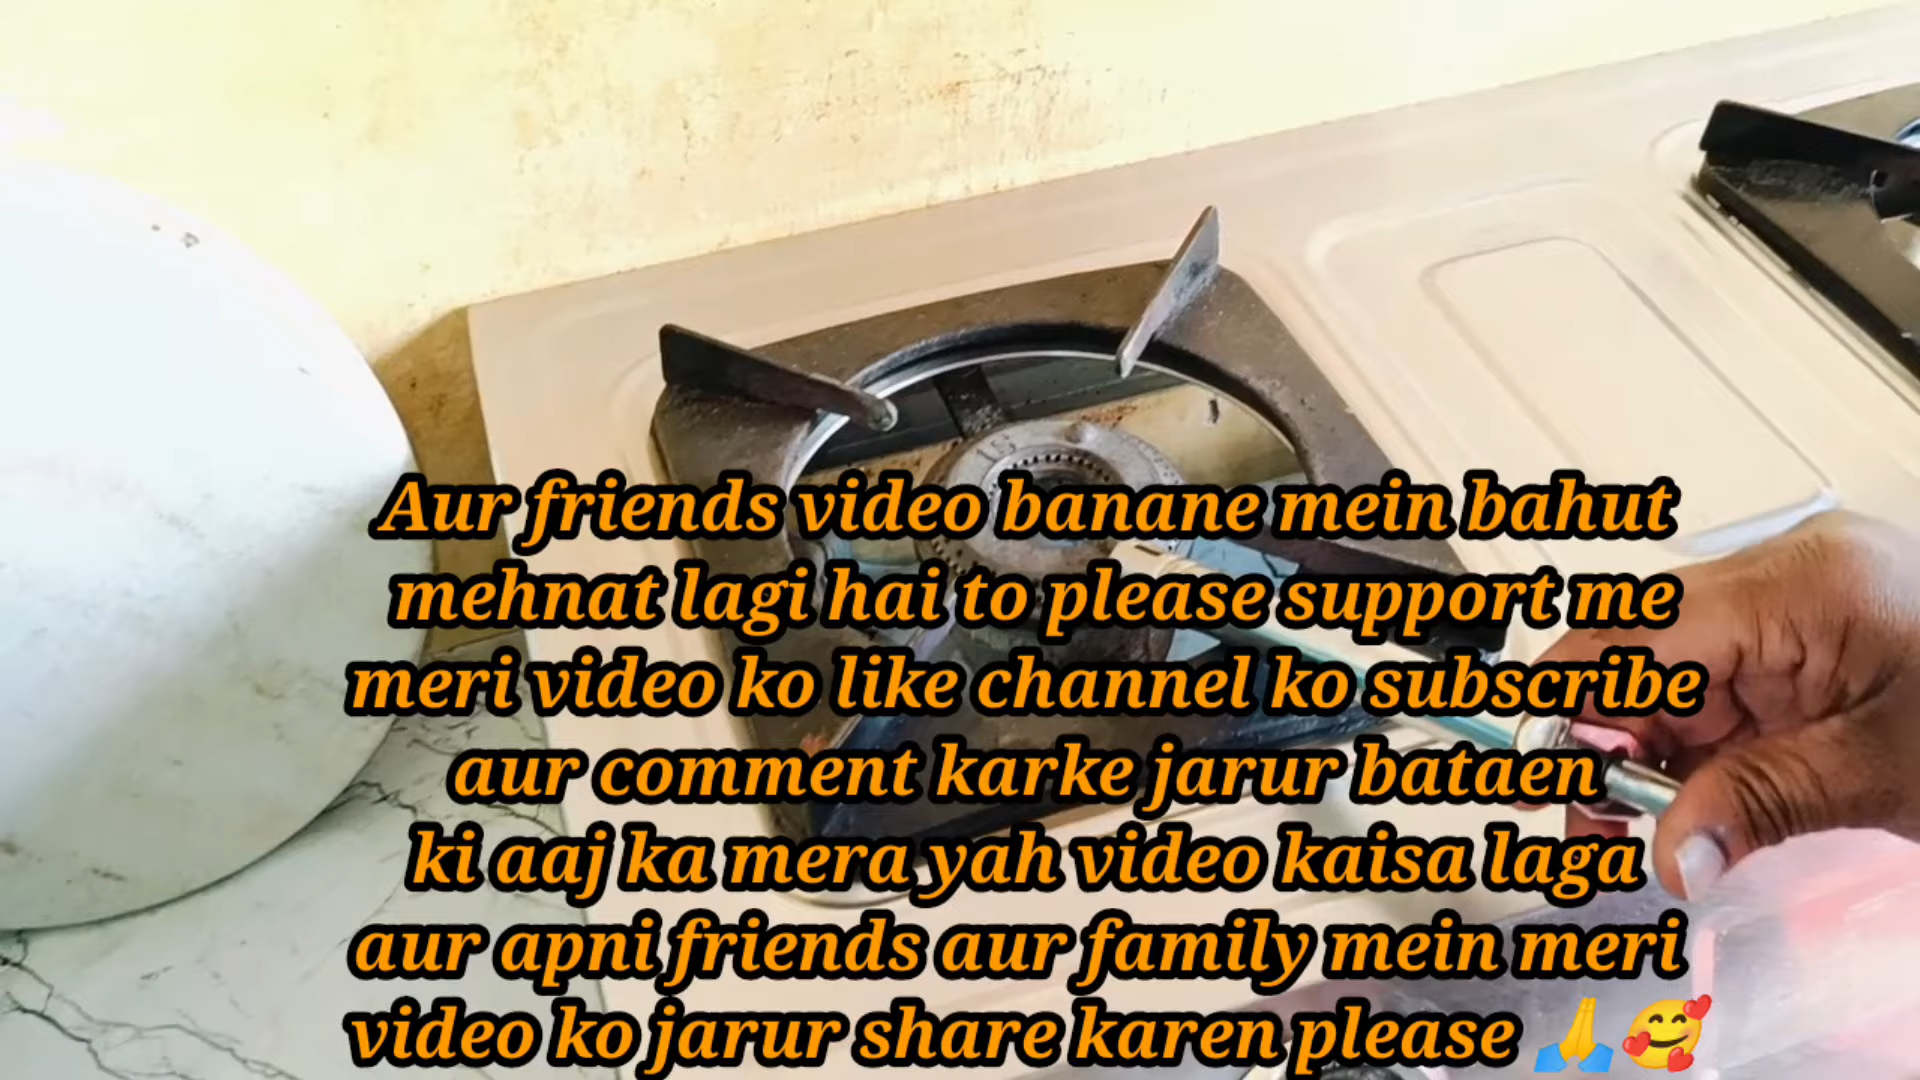 Aur friends video banane mein bahut
mehnat lagi hai to please support me
meri video ko like channel ko subscribe
aur comment karke jarur bataen
ki aaj ka mera yah video kaisa laga
aur apni friends aur family mein meri
video ko jarur share karen please 🙏🥰